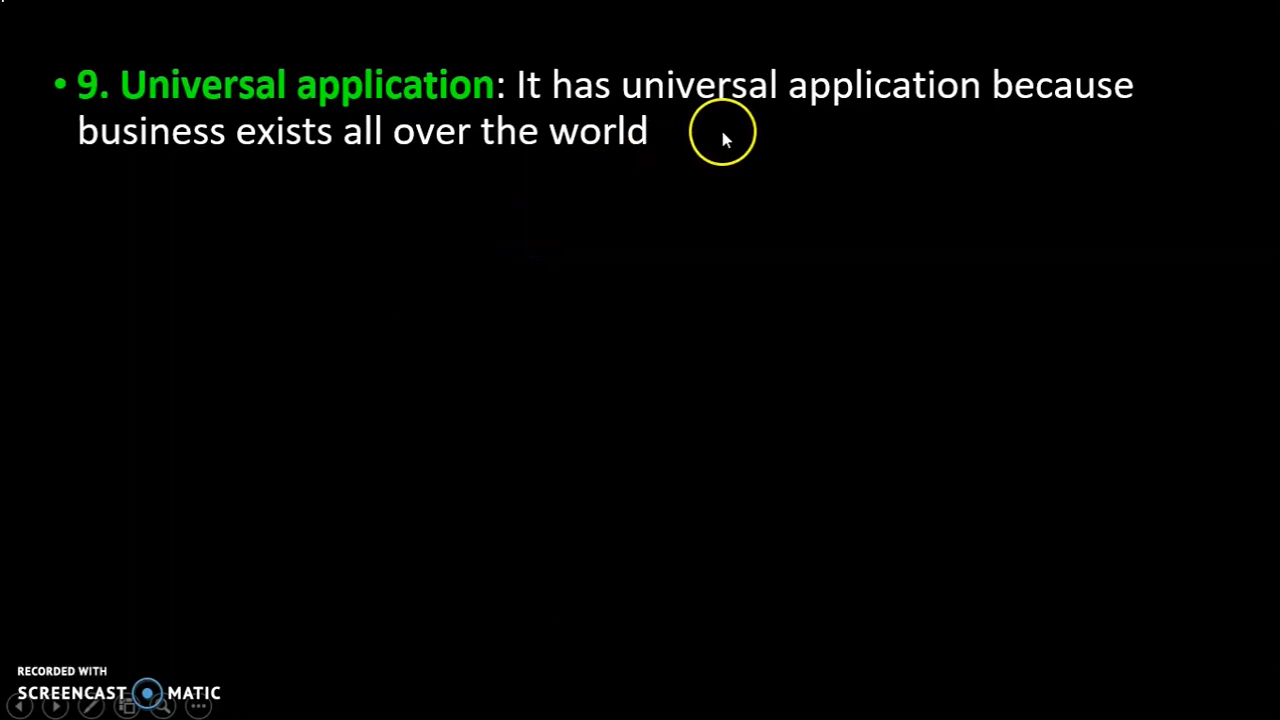 • 9. Universal application: It has universal application because
business exists all over the world
RECORDED WITH
SCREENCAST MATIC